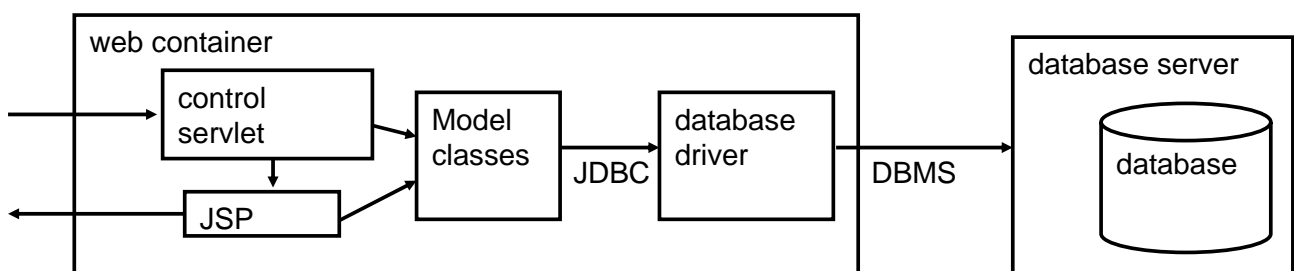 web container
control
servlet
JSP
Model
classes
JDBC
database
driver
DBMS
database server
database